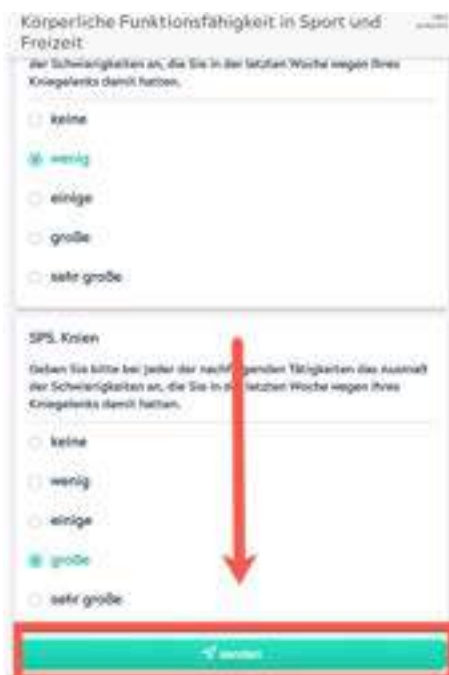 Körperliche Funktionsfähigkeit in Sport und
Freizeit
der Schwierigkeiten an, die Sie in der letzten Woche wegen Ihres
Kniegelenks damit hatten.
keine
wenig
einige
große
sehr große
SP5. Knien
Geben Sie bitte bei jeder der nachfolgenden Tätigkeiten das Ausmaß
der Schwierigkeiten an, die Sie in der letzten Woche wegen Ihres
Kniegelenks damit hatten.
keine
wenig
einige
große
sehr große
senden